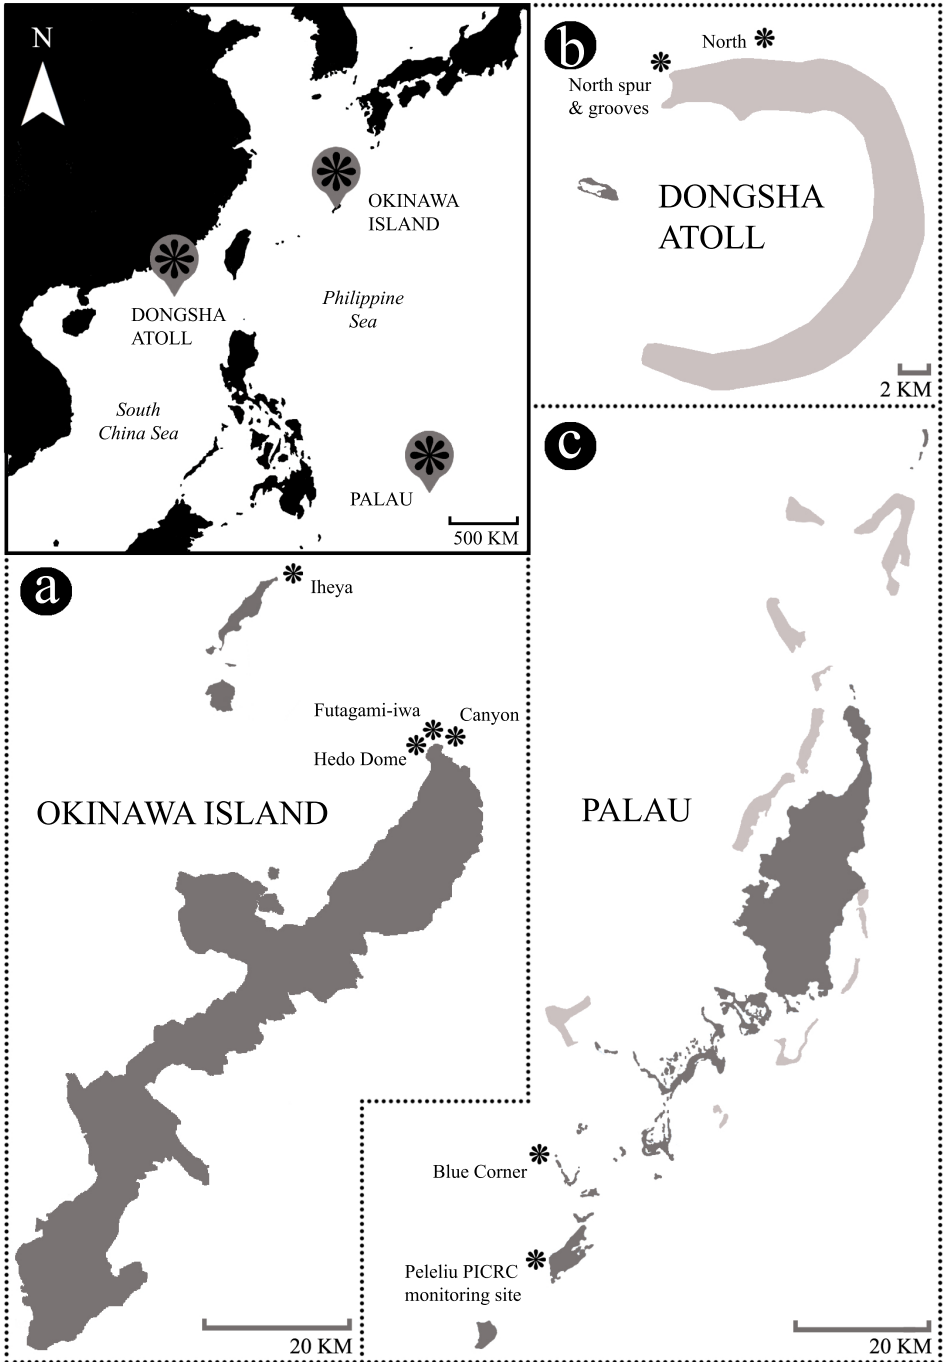 N
OKINAWA
ISLAND
DONGSHA
ATOLL
Philippine
Sea
South
China Sea
PALAU
500 KM
b
North
North spur
& grooves
DONGSHA
ATOLL
2 KM
a
Iheya
Futagami-iwa
Canyon
Hedo Dome
OKINAWA ISLAND
20 KM
c
PALAU
Blue Corner
Peleliu PICRC
monitoring site
20 KM